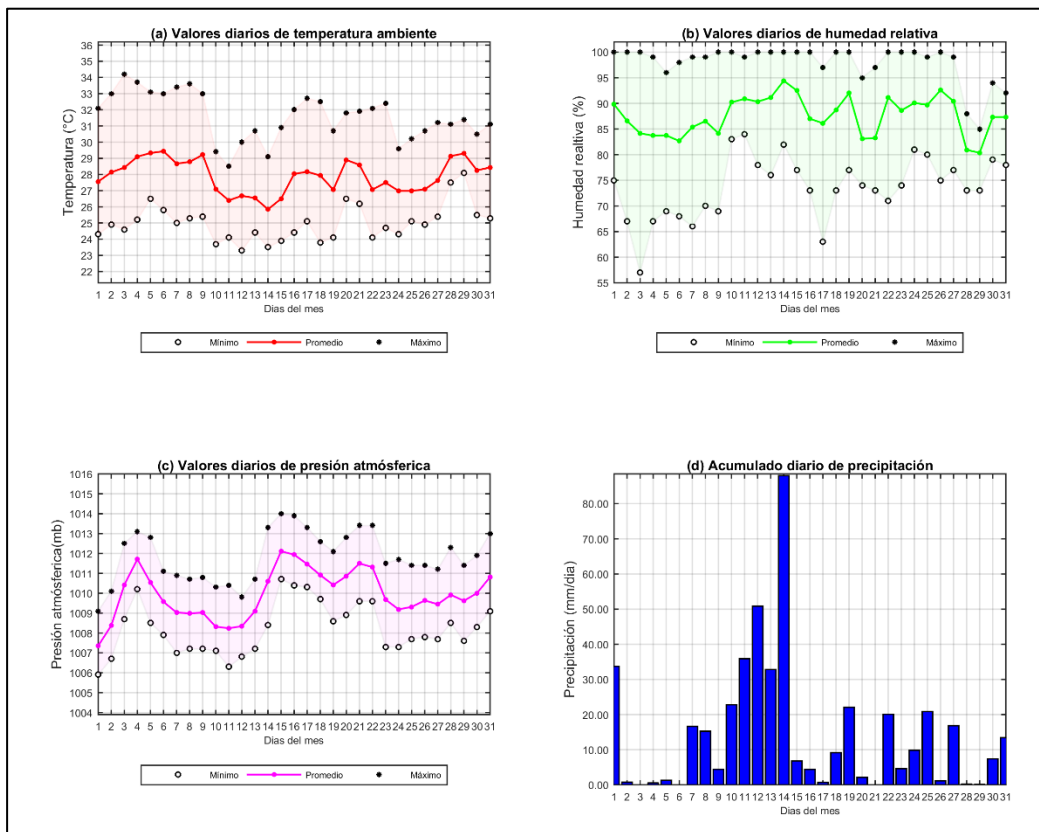 (a) Valores diarios de temperatura ambiente
36
35
34
33
32
31
30
29
28
27
26
25
24
23
22
Temperatura (°C)
1 2 3 4 5 6 7 8 9 10 11 12 13 14 15 16 17 18 19 20 21 22 23 24 25 26 27 28 29 30 31
Dias del mes
Mínimo Promedio Máximo
(b) Valores diarios de humedad relativa
100
95
90
85
80
75
70
65
60
55
Humedad realtiva (%)
1 2 3 4 5 6 7 8 9 10 11 12 13 14 15 16 17 18 19 20 21 22 23 24 25 26 27 28 29 30 31
Dias del mes
Mínimo Promedio Máximo
(c) Valores diarios de presión atmósferica
1016
1015
1014
1013
1012
1011
1010
1009
1008
1007
1006
1005
1004
Presión atmósferica(mb)
1 2 3 4 5 6 7 8 9 10 11 12 13 14 15 16 17 18 19 20 21 22 23 24 25 26 27 28 29 30 31
Dias del mes
Mínimo Promedio Máximo
(d) Acumulado diario de precipitación
80.00
70.00
60.00
50.00
40.00
30.00
20.00
10.00
0.00
Precipitación (mm/dia)
1 2 3 4 5 6 7 8 9 10 11 12 13 14 15 16 17 18 19 20 21 22 23 24 25 26 27 28 29 30 31
Dias del mes